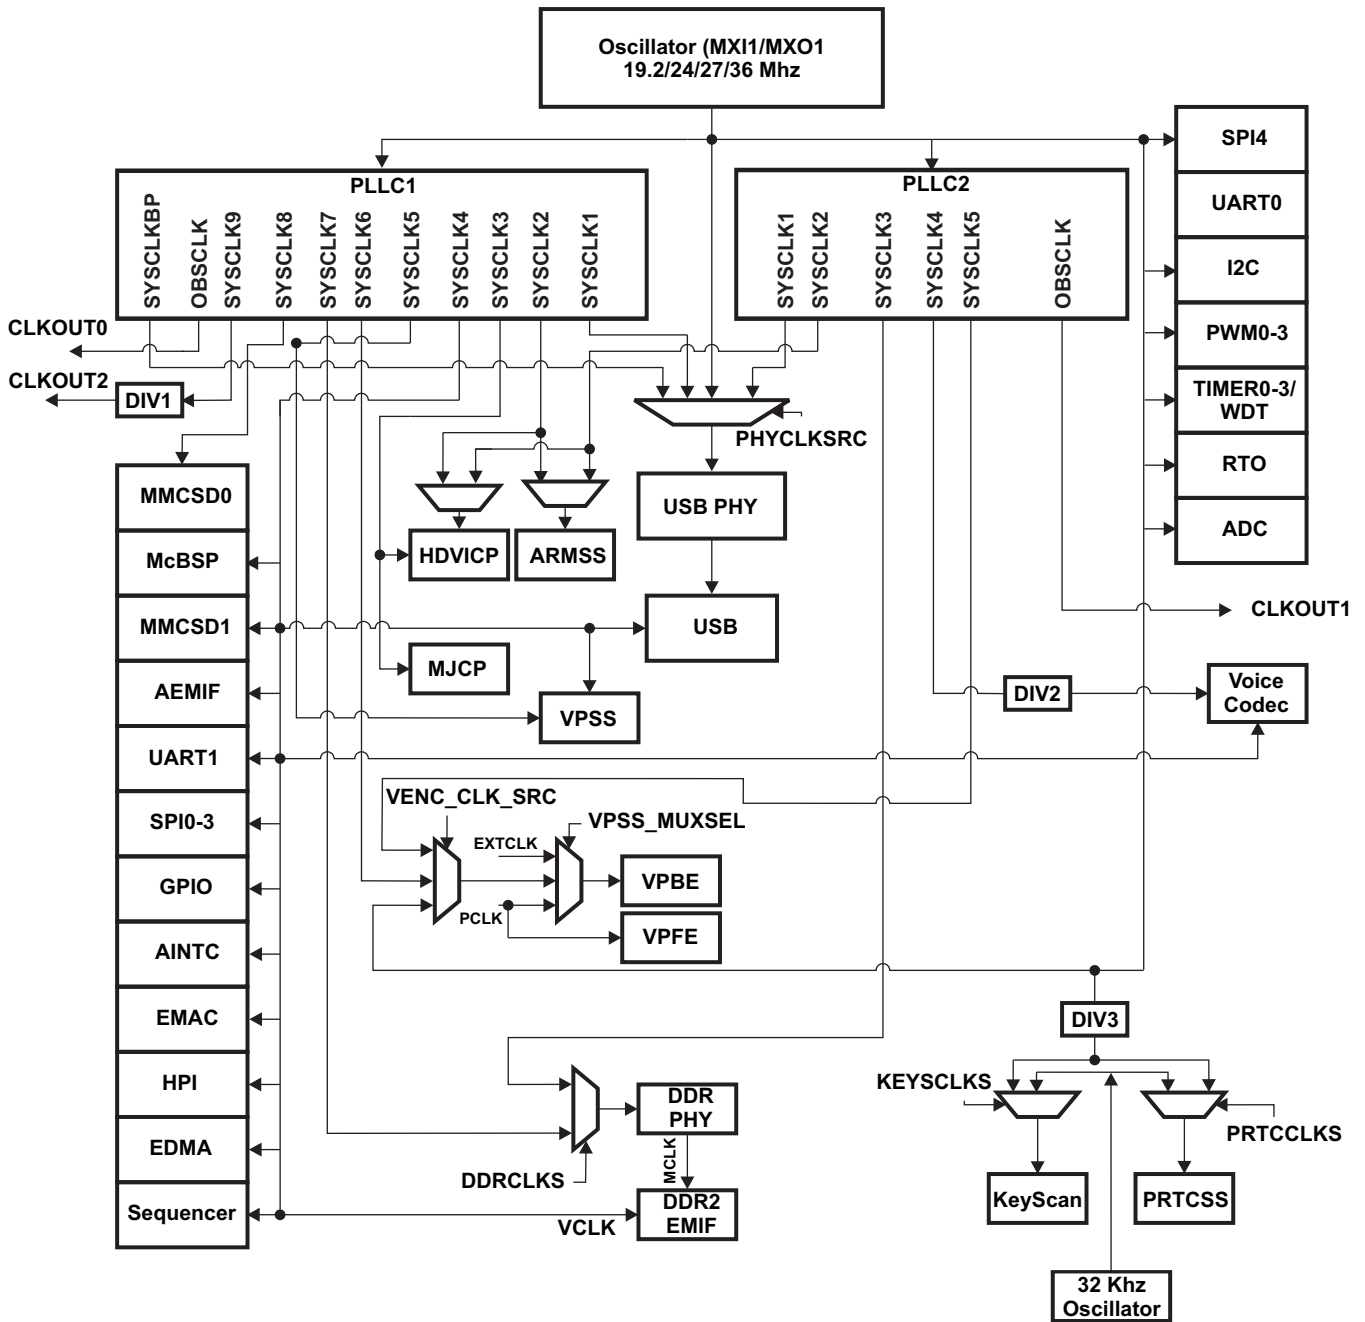 Oscillator (MXI1/MXO1
19.2/24/27/36 Mhz
PLLC1
SYSCLKBP
OBSCLK
SYSCLK9
SYSCLK8
SYSCLK7
SYSCLK6
SYSCLK5
SYSCLK4
SYSCLK3
SYSCLK2
SYSCLK1
PLLC2
SYSCLK1
SYSCLK2
SYSCLK3
SYSCLK4
SYSCLK5
OBSCLK
SPI4
UART0
I2C
PWM0-3
TIMER0-3/
WDT
RTO
ADC
CLKOUT0
CLKOUT2
DIV1
PHYCLKSRC
MMCSD0
McBSP
MMCSD1
AEMIF
UART1
SPI0-3
GPIO
AINTC
EMAC
HPI
EDMA
Sequencer
HDVICP
ARMSS
USB PHY
USB
MJCP
VPSS
CLKOUT1
DIV2
Voice
Codec
VENC_CLK_SRC
VPSS_MUXSEL
EXTCLK
PCLK
VPBE
VPFE
DIV3
KEYSCLKS
PRTCCLKS
KeyScan
PRTCSS
32 Khz
Oscillator
DDR
PHY
MCLK
DDRCLKS
VCLK
DDR2
EMIF